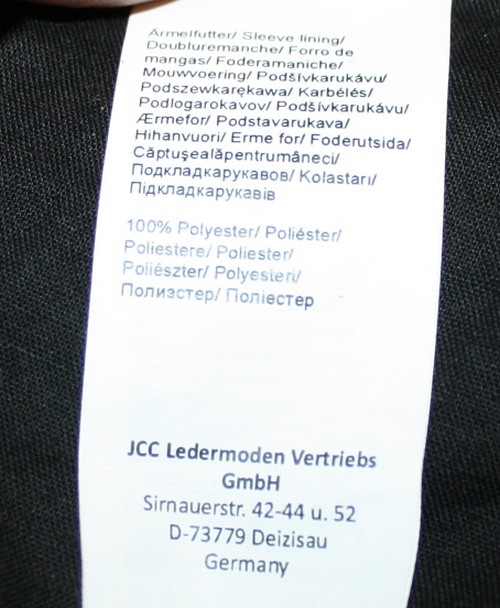 Armelfutter/ Sleeve lining/
Doubluremanche/ Forro de
mangas/ Foderamaniche/
Mouwvoering/ Podšívkarukávu/
Podszewkarękawa/ Karbélés/
Podlogarokavov/ Podšívkarukávu/
Ærmefor/ Podstavarukava/
Hihanvuori/ Erme for/ Foderutsida/
Căptuşealăpentrumâneci/
Подкладкарукавов/ Kolastarı/
Підкладкарукавів
100% Polyester/ Poliéster/
Poliestere/ Poliester/
Poliészter/ Polyesteri/
Полиэстер/ Поліестер
JCC Ledermoden Vertriebs
GmbH
Sirnauerstr. 42-44 u. 52
D-73779 Deizisau
Germany